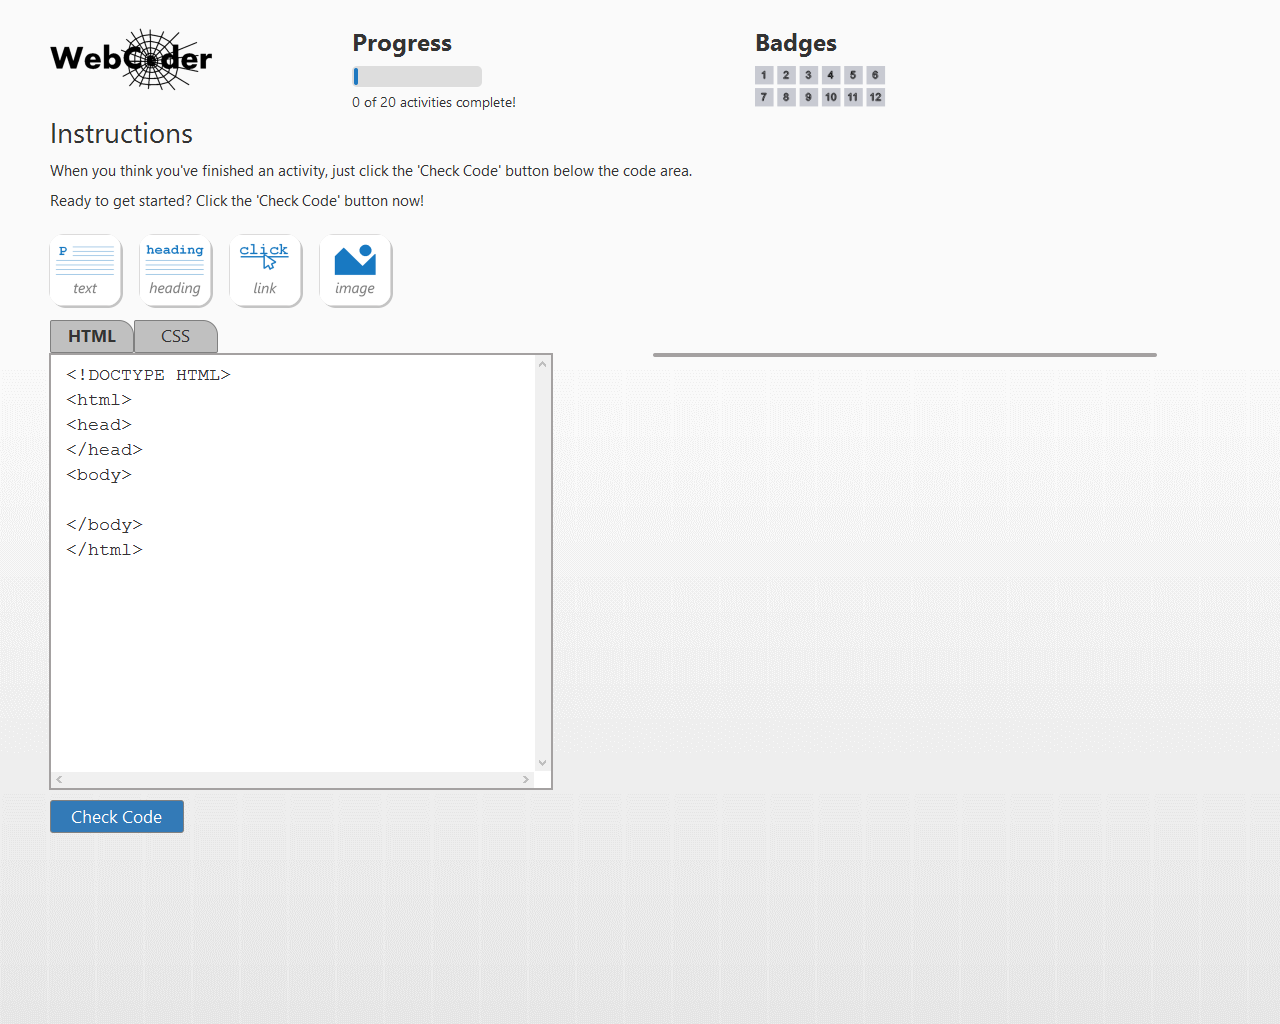 WebCoder
Progress
0 of 20 activities complete!
Badges
1 2 3 4 5 6
7 8 9 10 11 12
Instructions
When you think you've finished an activity, just click the 'Check Code' button below the code area.
Ready to get started? Click the 'Check Code' button now!
P
text
heading
heading
click
link
image
HTML
CSS
<!DOCTYPE HTML>
<html>
<head>
</head>
<body>
</body>
</html>
Check Code